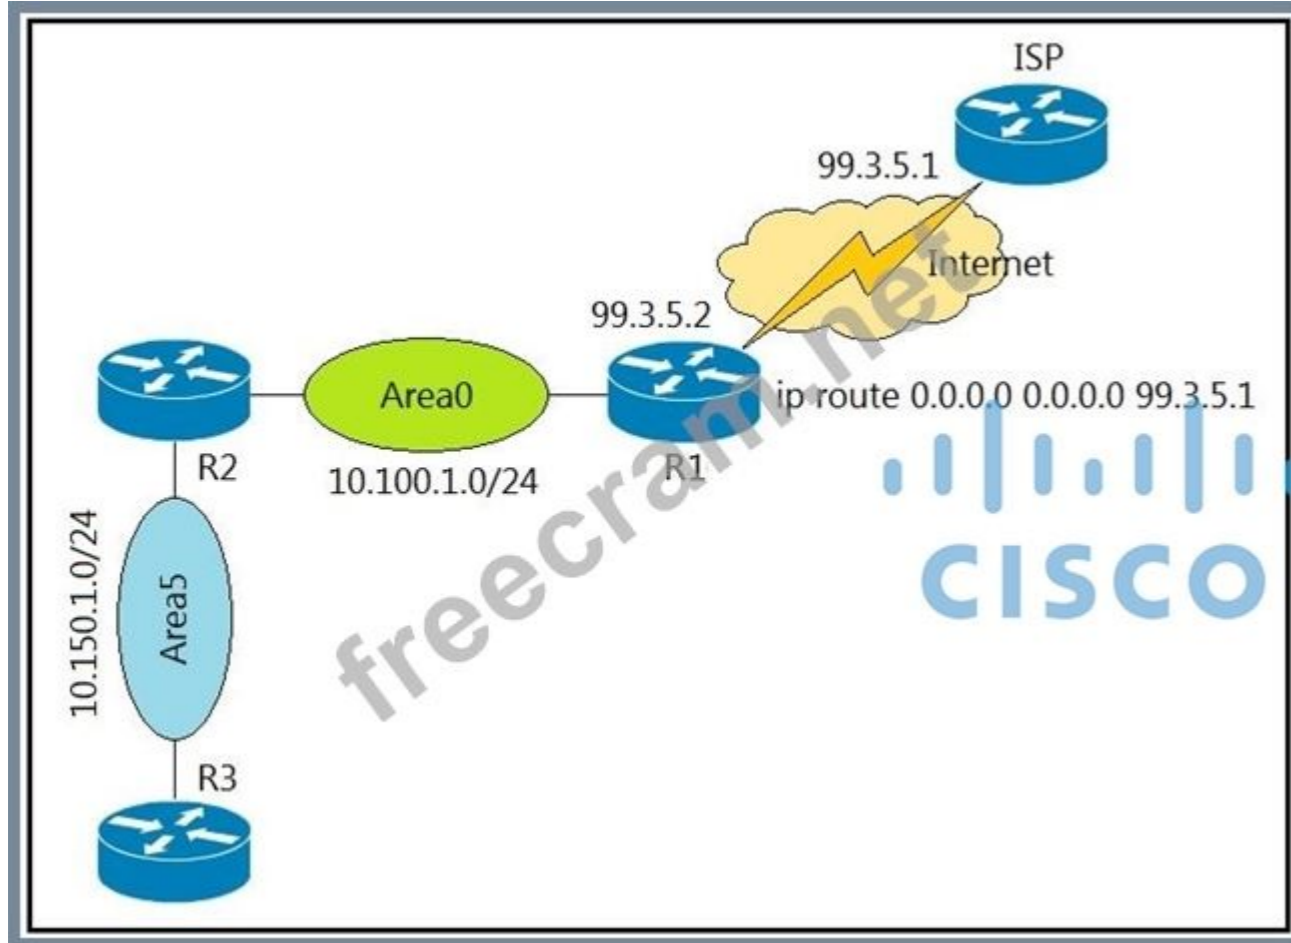 ISP
99.3.5.1
Internet
99.3.5.2
Area0
ip route 0.0.0.0 0.0.0.0 99.3.5.1
R2
10.100.1.0/24
R1
10.150.1.0/24
Area5
R3
CISCO
freecram.net